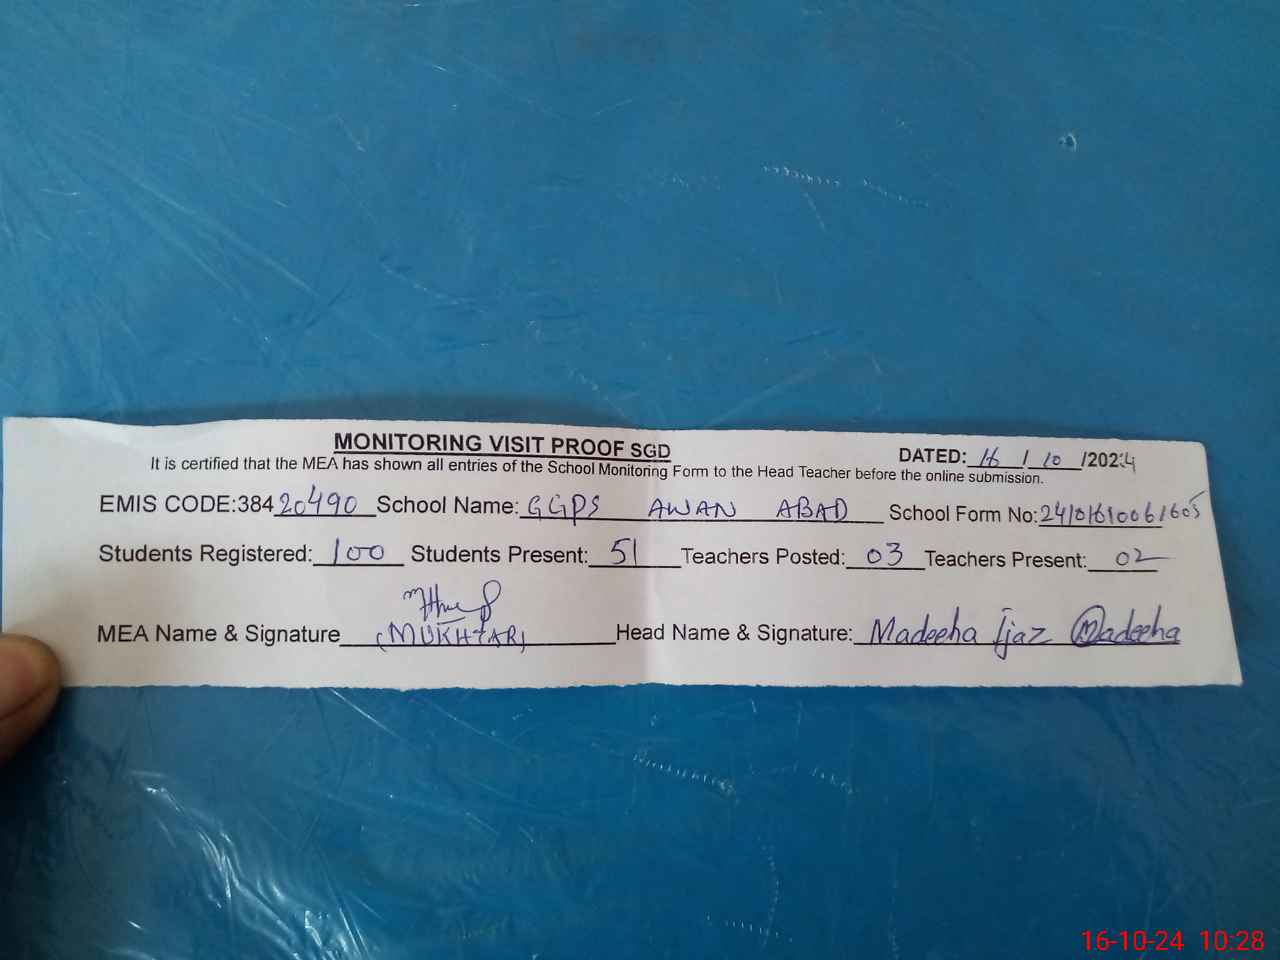 MONITORING VISIT PROOF SGD
DATED: 16 / 10 /2024
It is certified that the MEA has shown all entries of the School Monitoring Form to the Head Teacher before the online submission.
EMIS CODE:38420490 School Name: GGPS AWAN ABAD School Form No:
Students Registered: 100 Students Present: 51 Teachers Posted: 03 Teachers Present: 02
MEA Name & Signature (MUKHTAR) Head Name & Signature: Madeeha Ijaz Madeeha
16-10-24 10:28